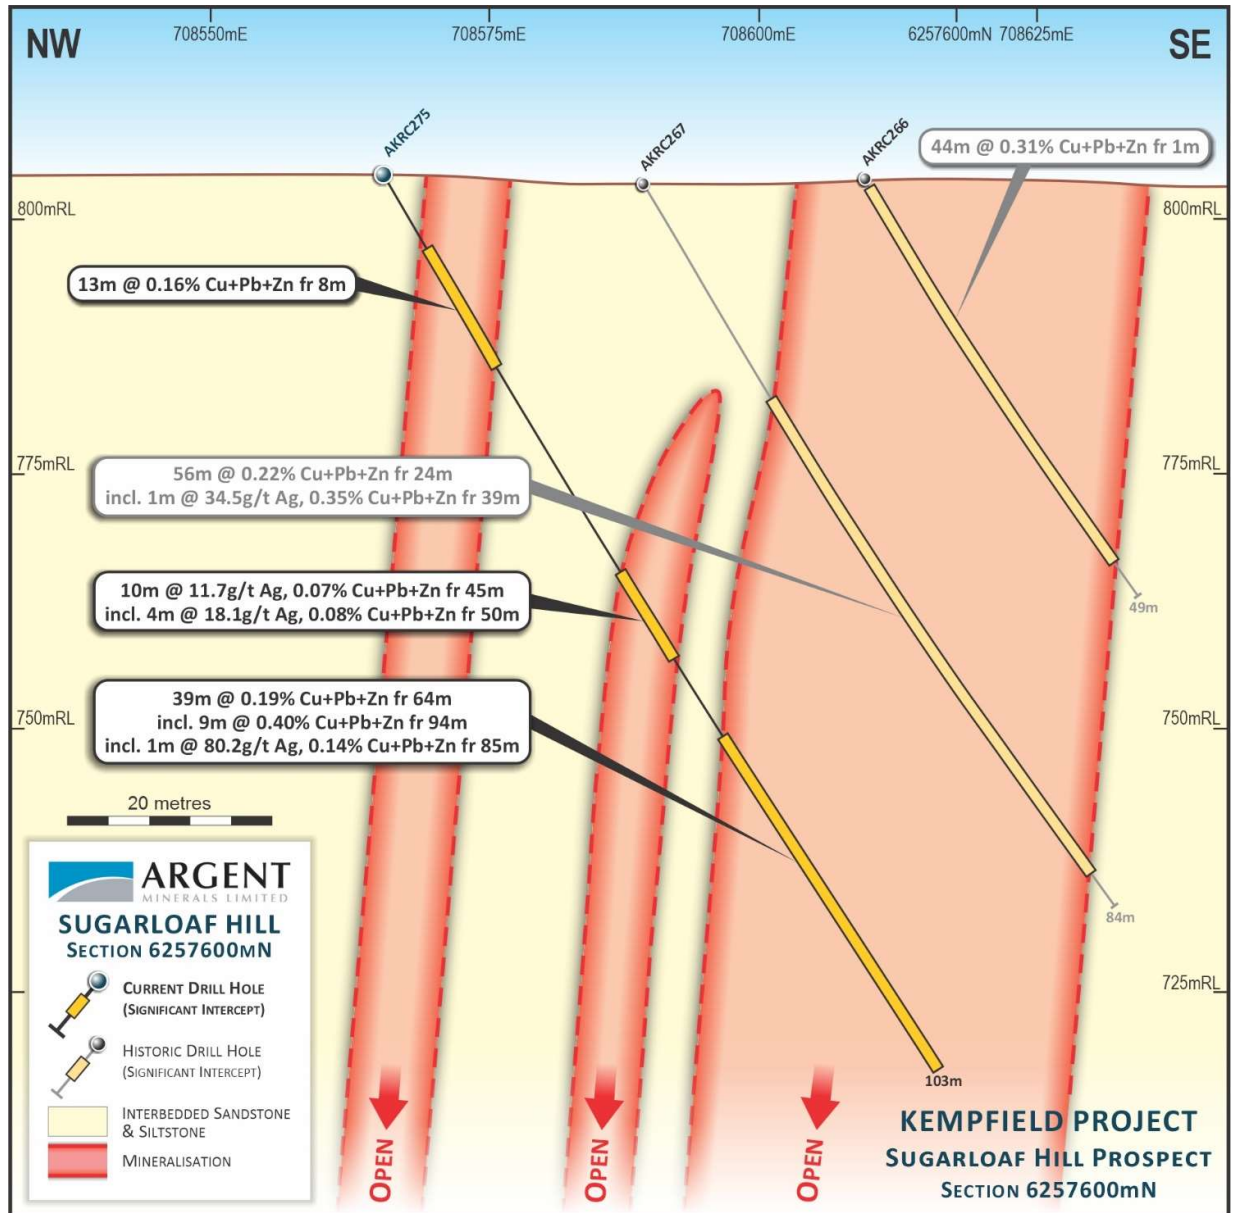 NW
708550mE
708575mE
708600mE
6257600mN 708625mE
SE
AKRC275
AKRC267
AKRC266
44m @ 0.31% Cu+Pb+Zn fr 1m
800mRL
800mRL
13m @ 0.16% Cu+Pb+Zn fr 8m
775mRL
775mRL
56m @ 0.22% Cu+Pb+Zn fr 24m
incl. 1m @ 34.5g/t Ag, 0.35% Cu+Pb+Zn fr 39m
10m @ 11.7g/t Ag, 0.07% Cu+Pb+Zn fr 45m
incl. 4m @ 18.1g/t Ag, 0.08% Cu+Pb+Zn fr 50m
49m
39m @ 0.19% Cu+Pb+Zn fr 64m
incl. 9m @ 0.40% Cu+Pb+Zn fr 94m
incl. 1m @ 80.2g/t Ag, 0.14% Cu+Pb+Zn fr 85m
750mRL
750mRL
20 metres
84m
725mRL
103m
ARGENT
MINERALS LIMITED
SUGARLOAF HILL
SECTION 6257600MN
CURRENT DRILL HOLE
(SIGNIFICANT INTERCEPT)
HISTORIC DRILL HOLE
(SIGNIFICANT INTERCEPT)
INTERBEDDED SANDSTONE
& SILTSTONE
MINERALISATION
OPEN
OPEN
OPEN
KEMPFIELD PROJECT
SUGARLOAF HILL PROSPECT
SECTION 6257600mN